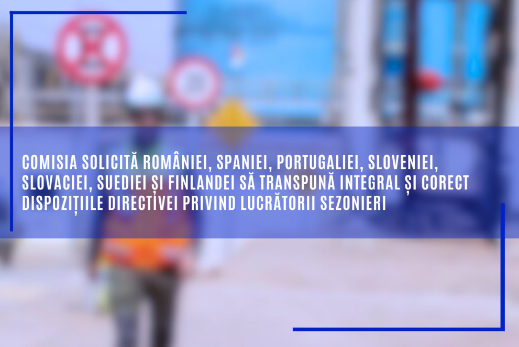 COMISIA SOLICITĂ ROMÂNIEI, SPANIEI, PORTUGALIEI, SLOVENIEI,
SLOVACIEI, SUEDIEI ȘI FINLANDEI SĂ TRANSPUNĂ INTEGRAL ȘI CORECT
DISPOZIȚIILE DIRECTIVEI PRIVIND LUCRĂTORII SEZONIERI